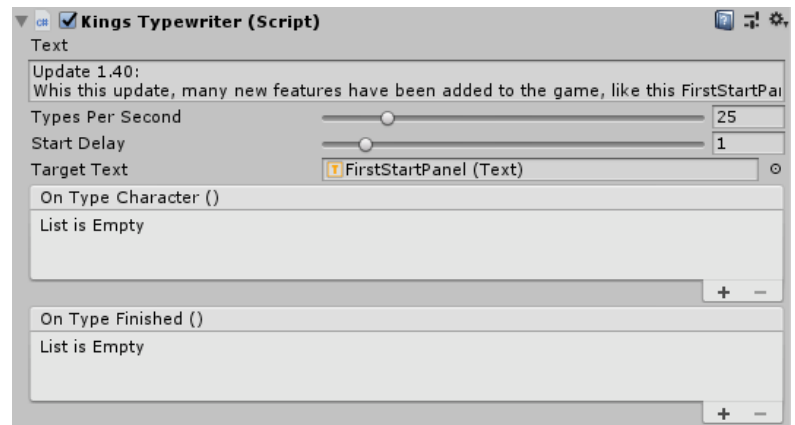 Kings Typewriter (Script)
Text
Update 1.40:
Whis this update, many new features have been added to the game, like this FirstStartPan
Types Per Second
25
Start Delay
1
Target Text
FirstStartPanel (Text)
On Type Character ()
List is Empty
+ −
On Type Finished ()
List is Empty
+ −